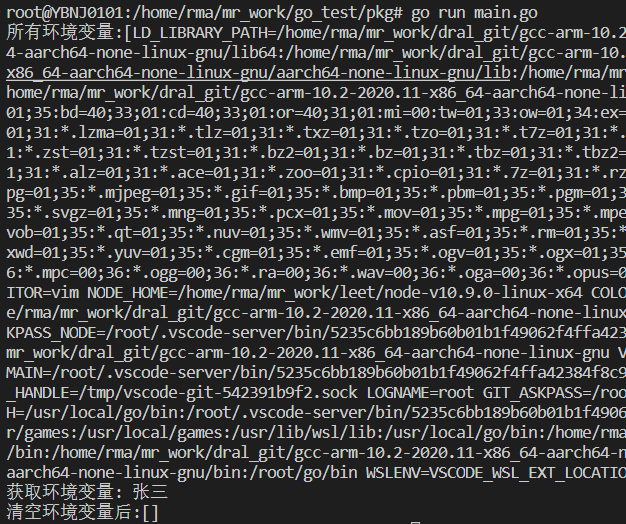 root@YBNJ0101:/home/rma/mr_work/go_test/pkg# go run main.go
所有环境变量:[LD_LIBRARY_PATH=/home/rma/mr_work/dral_git/gcc-arm-10.2
4-aarch64-none-linux-gnu/lib64:/home/rma/mr_work/dral_git/gcc-arm-10.
x86_64-aarch64-none-linux-gnu/aarch64-none-linux-gnu/lib:/home/rma/mr
home/rma/mr_work/dral_git/gcc-arm-10.2-2020.11-x86_64-aarch64-none-li
01;35:bd=40;33;01:cd=40;33;01:or=40;31;01:mi=00:tw=01;33:ow=01;34:ex=
01;31:*.lzma=01;31:*.tlz=01;31:*.txz=01;31:*.tzo=01;31:*.t7z=01;31:*.
1:*.zst=01;31:*.tzst=01;31:*.bz2=01;31:*.bz=01;31:*.tbz=01;31:*.tbz2=
1;31:*.alz=01;31:*.ace=01;31:*.zoo=01;31:*.cpio=01;31:*.7z=01;31:*.rz
pg=01;35:*.mjpeg=01;35:*.gif=01;35:*.bmp=01;35:*.pbm=01;35:*.pgm=01;3
35:*.svgz=01;35:*.mng=01;35:*.pcx=01;35:*.mov=01;35:*.mpg=01;35:*.mpe
vob=01;35:*.qt=01;35:*.nuv=01;35:*.wmv=01;35:*.asf=01;35:*.rm=01;35:*
xwd=01;35:*.yuv=01;35:*.cgm=01;35:*.emf=01;35:*.ogv=01;35:*.ogx=01;35
6:*.mpc=00;36:*.ogg=00;36:*.ra=00;36:*.wav=00;36:*.oga=00;36:*.opus=0
ITOR=vim NODE_HOME=/home/rma/mr_work/leet/node-v10.9.0-linux-x64 COLO
e/rma/mr_work/dral_git/gcc-arm-10.2-2020.11-x86_64-aarch64-none-linux
KPASS_NODE=/root/.vscode-server/bin/5235c6bb189b60b01b1f49062f4ffa423
mr_work/dral_git/gcc-arm-10.2-2020.11-x86_64-aarch64-none-linux-gnu V
MAIN=/root/.vscode-server/bin/5235c6bb189b60b01b1f49062f4ffa42384f8c9
_HANDLE=/tmp/vscode-git-542391b9f2.sock LOGNAME=root GIT_ASKPASS=/roo
H=/usr/local/go/bin:/root/.vscode-server/bin/5235c6bb189b60b01b1f4906
r/games:/usr/local/games:/usr/lib/wsl/lib:/usr/local/go/bin:/home/rma
/bin:/home/rma/mr_work/dral_git/gcc-arm-10.2-2020.11-x86_64-aarch64-n
aarch64-none-linux-gnu/bin:/root/go/bin WSLENV=VSCODE_WSL_EXT_LOCATIO
获取环境变量: 张三
清空环境变量后:[]